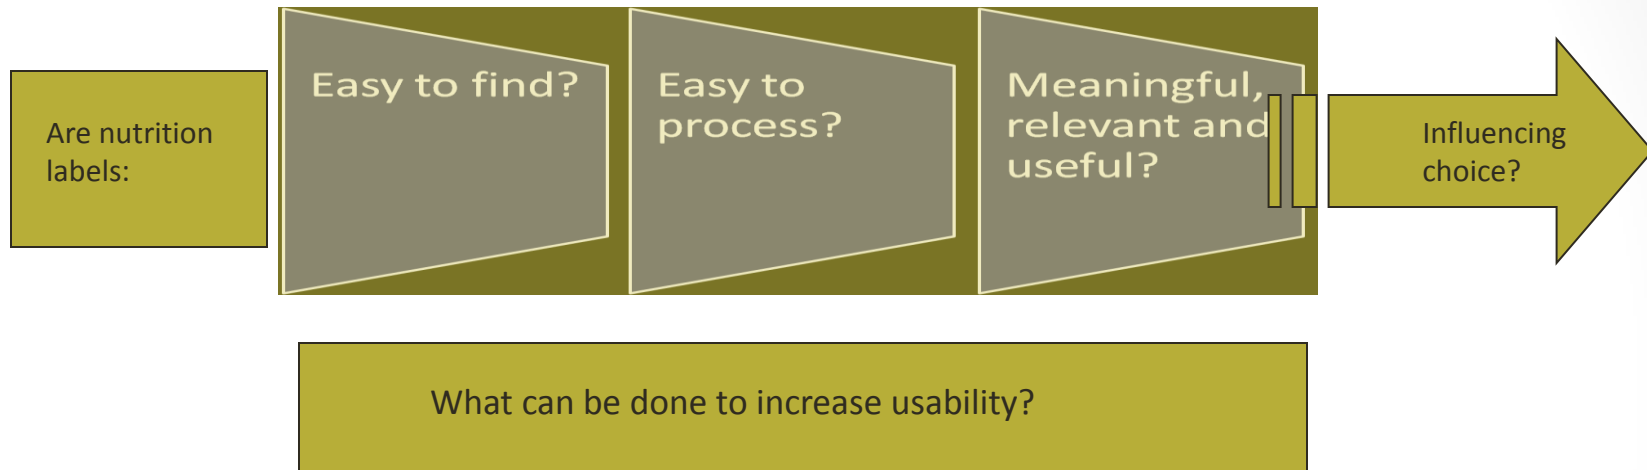 Are nutrition
labels:
Easy to find?
Easy to
process?
Meaningful,
relevant and
useful?
Influencing
choice?
What can be done to increase usability?